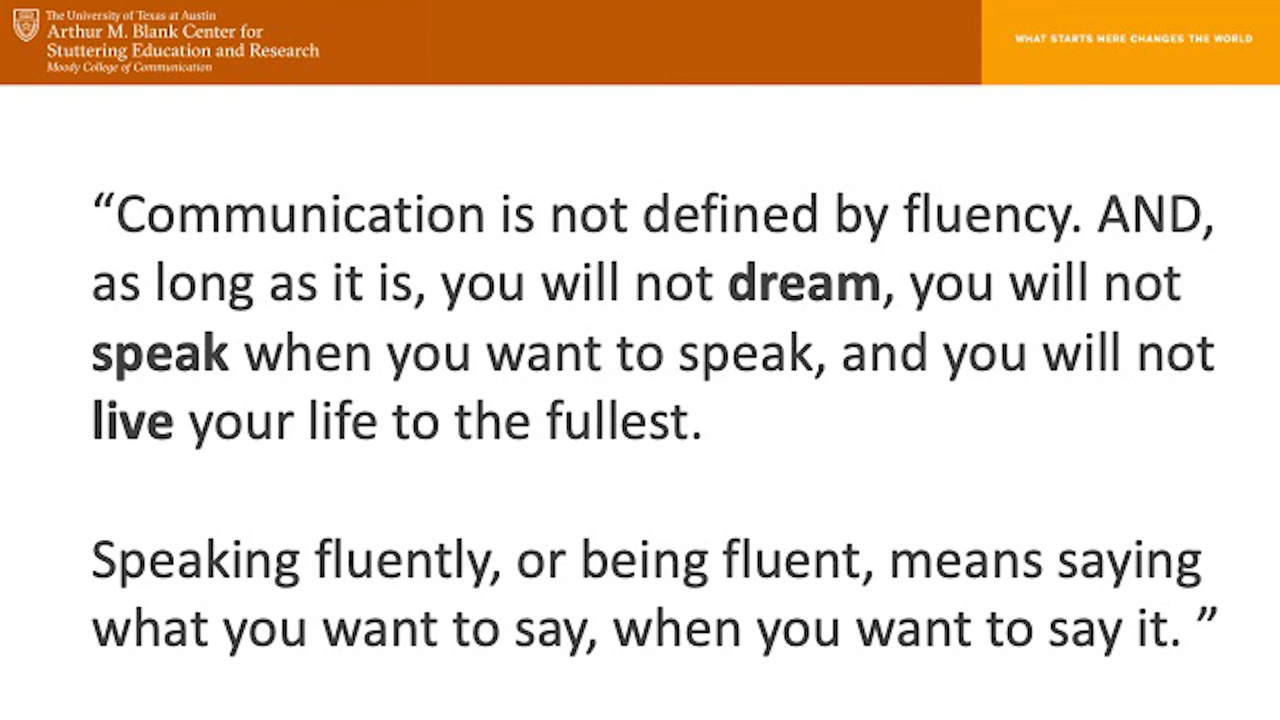 The University of Texas at Austin
Arthur M. Blank Center for
Stuttering Education and Research
Moody College of Communication
WHAT STARTS HERE CHANGES THE WORLD
“Communication is not defined by fluency. AND,
as long as it is, you will not dream, you will not
speak when you want to speak, and you will not
live your life to the fullest.
Speaking fluently, or being fluent, means saying
what you want to say, when you want to say it. ”